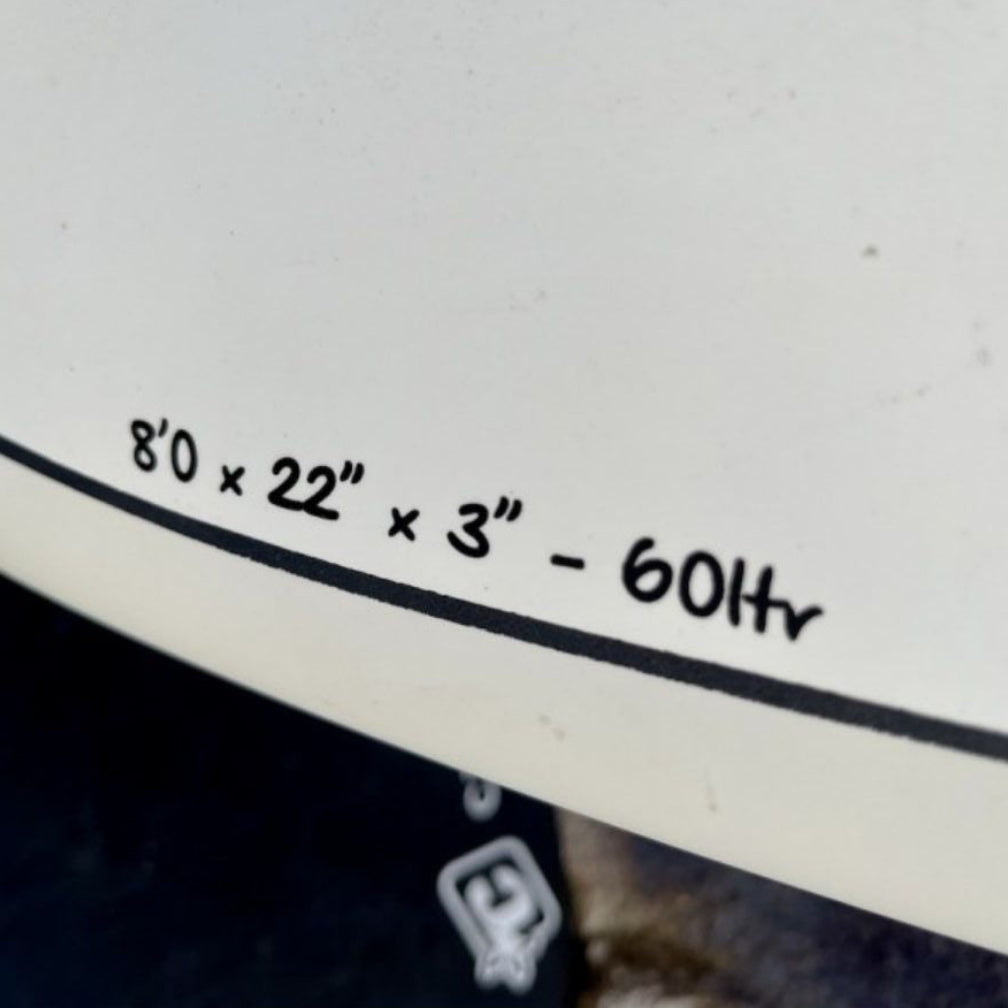 8'0 x 22" x 3" - 60ltr